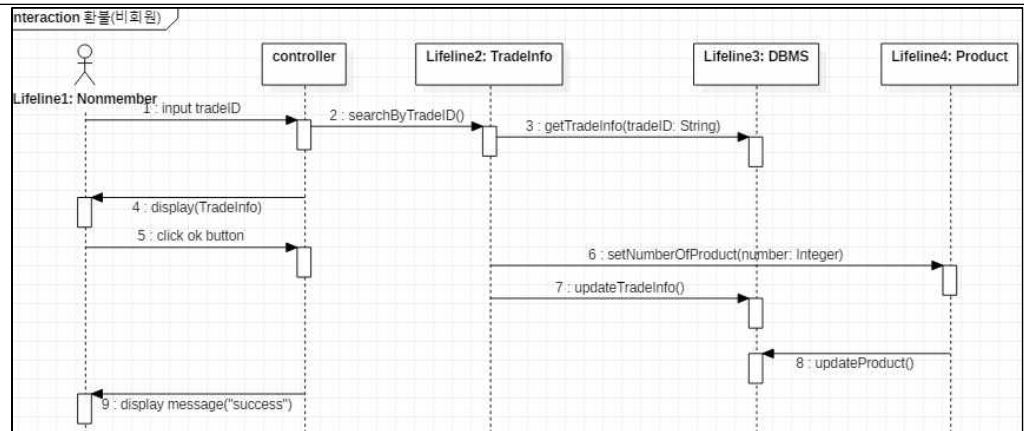 nteraction 환불(비회원)
controller
Lifeline2: TradeInfo
Lifeline3: DBMS
Lifeline4: Product
Lifeline1: Nonmember
1 : input tradeID
2 : searchByTradeID()
3 : getTradeInfo(tradeID: String)
4 : display(TradeInfo)
5 : click ok button
6 : setNumberOfProduct(number: Integer)
7 : updateTradeInfo()
8 : updateProduct()
9 : display message("success")